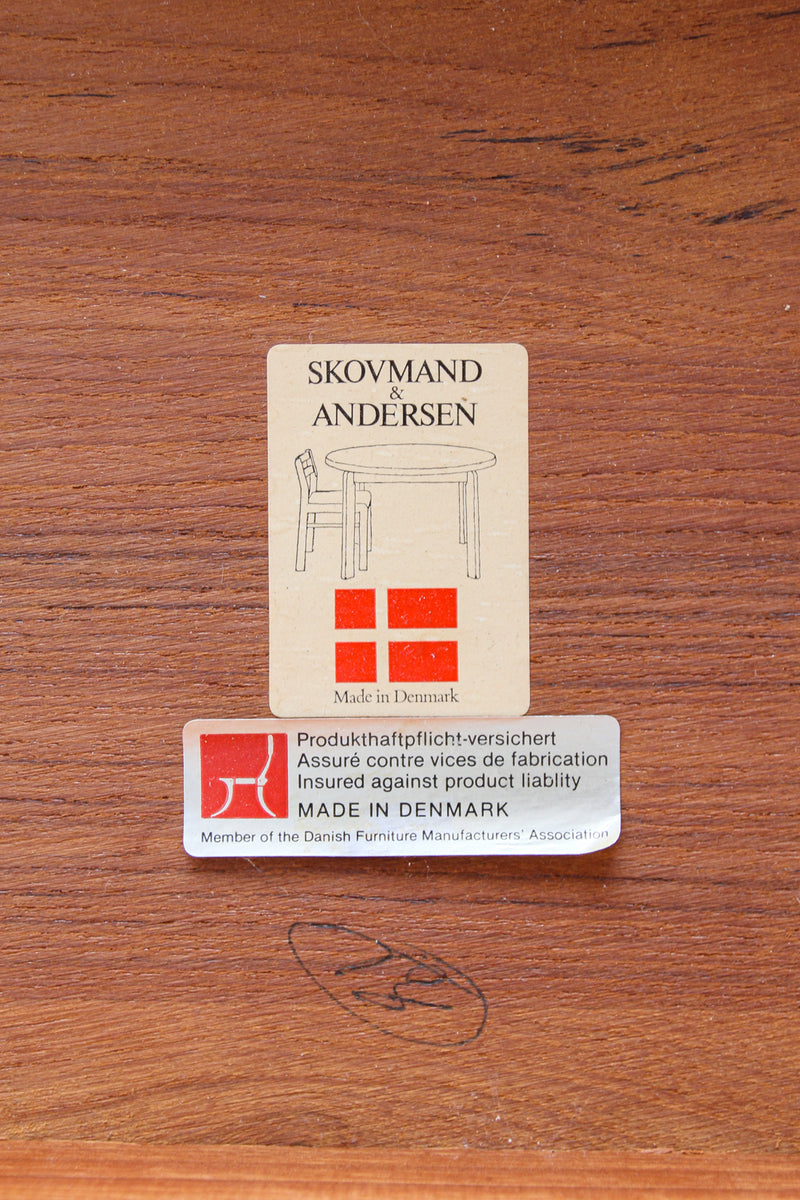 SKOVMAND
&
ANDERSEN
Made in Denmark
Produkthaftpflicht-versichert
Assuré contre vices de fabrication
Insured against product liablity
MADE IN DENMARK
Member of the Danish Furniture Manufacturers' Association